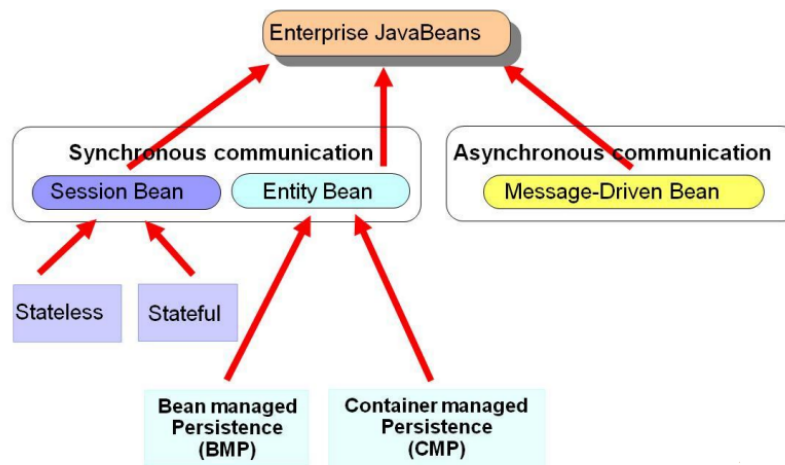 Enterprise JavaBeans
Synchronous communication
Session Bean
Entity Bean
Asynchronous communication
Message-Driven Bean
Stateless
Stateful
Bean managed
Persistence
(BMP)
Container managed
Persistence
(CMP)